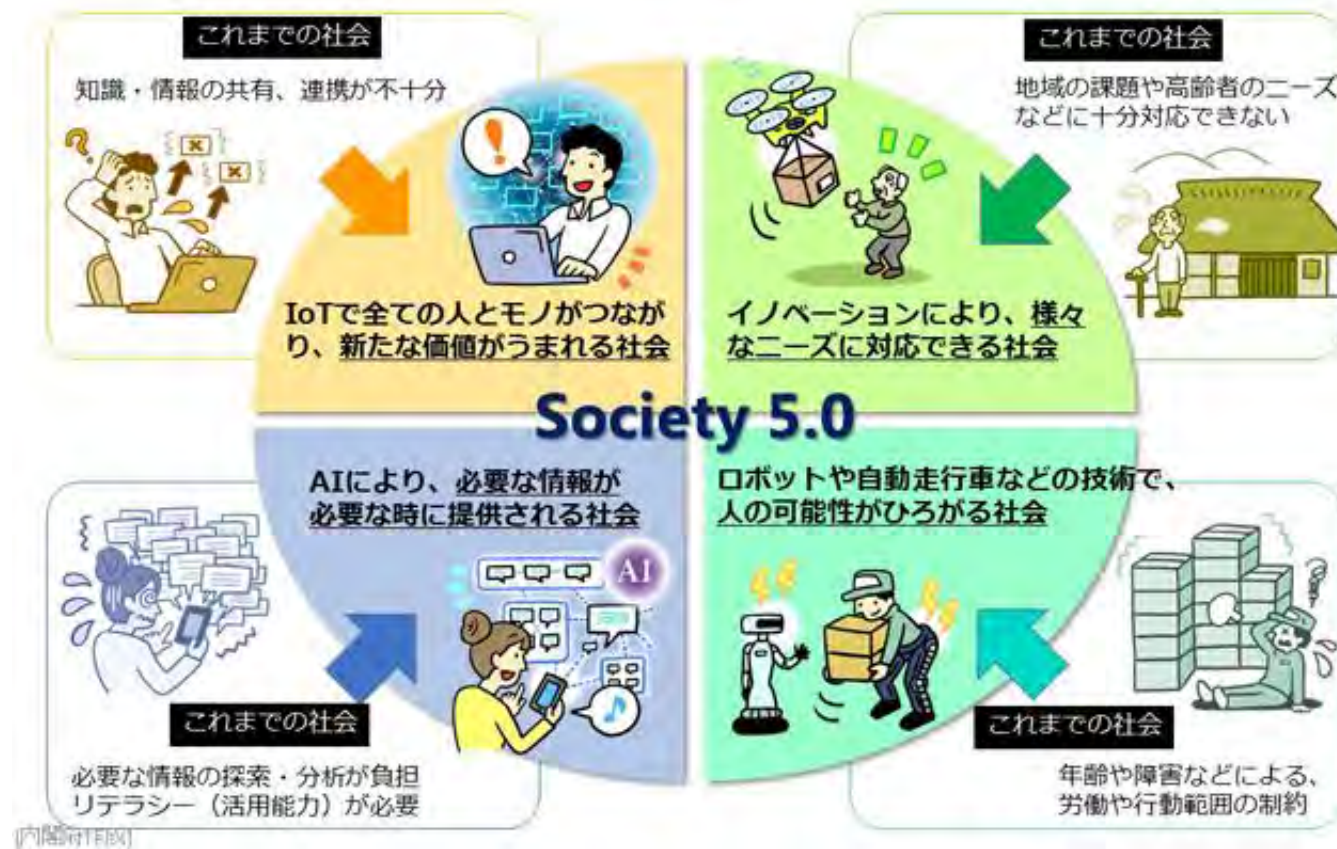 これまでの社会
知識・情報の共有、連携が不十分
IoTで全ての人とモノがつなが
り、新たな価値がうまれる社会
これまでの社会
地域の課題や高齢者のニーズ
などに十分対応できない
イノベーションにより、様々
なニーズに対応できる社会
Society 5.0
AIにより、必要な情報が
必要な時に提供される社会
AI
これまでの社会
必要な情報の探索・分析が負担
リテラシー（活用能力）が必要
ロボットや自動走行車などの技術で、
人の可能性がひろがる社会
これまでの社会
年齢や障害などによる、
労働や行動範囲の制約
(内閣府作成)